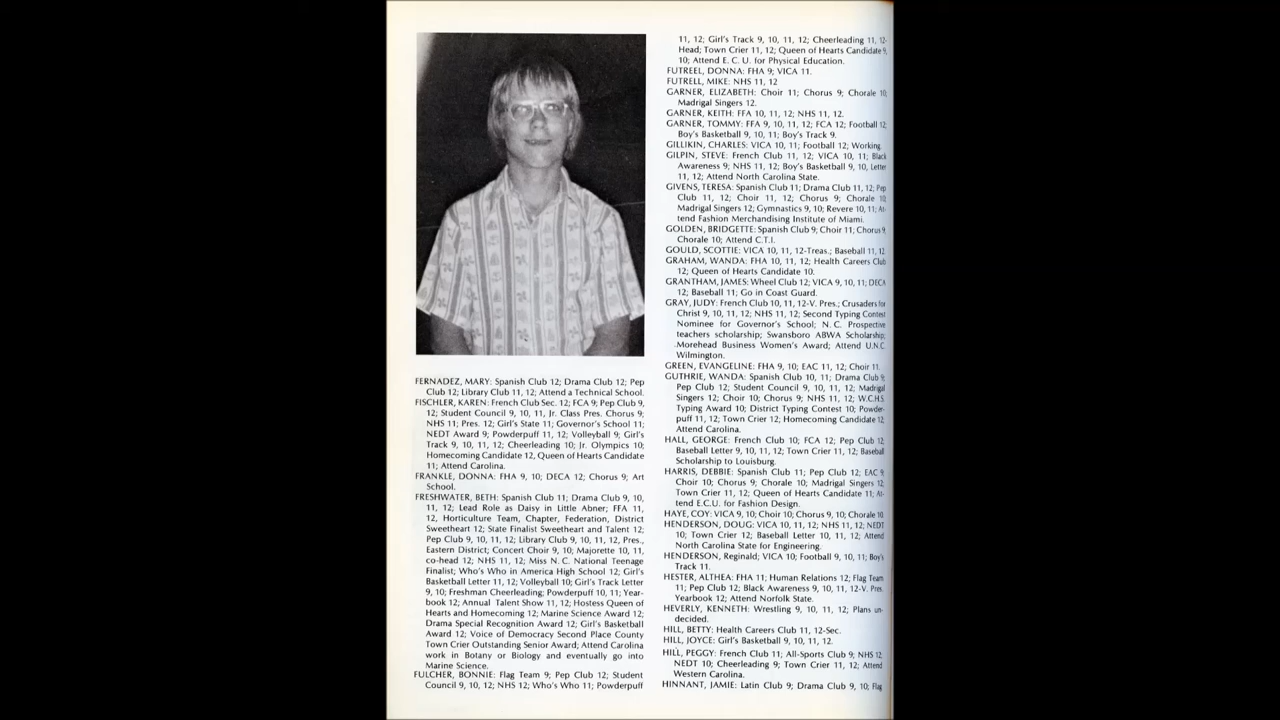 FERNADEZ, MARY: Spanish Club 12; Drama Club 12; Pep
Club 12; Library Club 11, 12; Attend a Technical School.
FISCHLER, KAREN: French Club Sec. 12; FCA 9; Pep Club 9,
12; Student Council 9, 10, 11, Jr. Class Pres. Chorus 9;
NHS 11; Pres. 12; Girl's State 11; Governor's School 11;
NEDT Award 9; Powderpuff 11, 12; Volleyball 9; Girl's
Track 9, 10, 11, 12; Cheerleading 10; Jr. Olympics 10;
Homecoming Candidate 12, Queen of Hearts Candidate
11; Attend Carolina.
FRANKLE, DONNA: FHA 9, 10; DECA 12; Chorus 9; Art
School.
FRESHWATER, BETH: Spanish Club 11; Drama Club 9, 10,
11, 12; Lead Role as Daisy in Little Abner; FFA 11,
12, Horticulture Team, Chapter, Federation, District
Sweetheart 12; State Finalist Sweetheart and Talent 12;
Pep Club 9, 10, 11, 12; Library Club 9, 10, 11, 12, Pres.,
Eastern District; Concert Choir 9, 10; Majorette 10, 11,
co-head 12; NHS 11, 12; Miss N. C. National Teenage
Finalist; Who's Who in America High School 12; Girl's
Basketball Letter 11, 12; Volleyball 10; Girl's Track Letter
9, 10; Freshman Cheerleading; Powderpuff 10, 11; Year-
book 12; Annual Talent Show 11, 12; Hostess Queen of
Hearts and Homecoming 12; Marine Science Award 12;
Drama Special Recognition Award 12; Girl's Basketball
Award 12; Voice of Democracy Second Place County
Town Crier Outstanding Senior Award; Attend Carolina
work in Botany or Biology and eventually go into
Marine Science.
FULCHER, BONNIE: Flag Team 9; Pep Club 12; Student
Council 9, 10, 12; NHS 12; Who's Who 11; Powderpuff
11, 12; Girl's Track 9, 10, 11, 12; Cheerleading 11, 12-
Head; Town Crier 11, 12; Queen of Hearts Candidate 9,
10; Attend E. C. U. for Physical Education.
FUTREEL, DONNA: FHA 9; VICA 11.
FUTRELL, MIKE: NHS 11, 12
GARNER, ELIZABETH: Choir 11; Chorus 9; Chorale 10;
Madrigal Singers 12.
GARNER, KEITH: FFA 10, 11, 12; NHS 11, 12.
GARNER, TOMMY: FFA 9, 10, 11, 12; FCA 12; Football 12;
Boy's Basketball 9, 10, 11; Boy's Track 9.
GILLIKIN, CHARLES: VICA 10, 11; Football 12; Working.
GILPIN, STEVE: French Club 11, 12; VICA 10, 11; Black
Awareness 9; NHS 11, 12; Boy's Basketball 9, 10, Letter
11, 12; Attend North Carolina State.
GIVENS, TERESA: Spanish Club 11; Drama Club 11, 12; Pep
Club 11, 12; Choir 11, 12; Chorus 9; Chorale 10;
Madrigal Singers 12; Gymnastics 9, 10; Revere 10, 11; At-
tend Fashion Merchandising Institute of Miami.
GOLDEN, BRIDGETTE: Spanish Club 9; Choir 11; Chorus 9;
Chorale 10; Attend C.T.I.
GOULD, SCOTTIE: VICA 10, 11, 12-Treas.; Baseball 11, 12.
GRAHAM, WANDA: FHA 10, 11, 12; Health Careers Club
12; Queen of Hearts Candidate 10.
GRANTHAM, JAMES: Wheel Club 12; VICA 9, 10, 11; DECA
12; Baseball 11; Go in Coast Guard.
GRAY, JUDY: French Club 10, 11, 12-V. Pres.; Crusaders for
Christ 9, 10, 11, 12; NHS 11, 12; Second Typing Contest
Nominee for Governor's School; N. C. Prospective
teachers scholarship; Swansboro ABWA Scholarship;
Morehead Business Women's Award; Attend U.N.C.
Wilmington.
GREEN, EVANGELINE: FHA 9, 10; EAC 11, 12; Choir 11.
GUTHRIE, WANDA: Spanish Club 10, 11; Drama Club 9;
Pep Club 12; Student Council 9, 10, 11, 12; Madrigal
Singers 12; Choir 10; Chorus 9; NHS 11, 12; W.C.H.S.
Typing Award 10; District Typing Contest 10; Powder-
puff 11, 12; Town Crier 12; Homecoming Candidate 12;
Attend Carolina.
HALL, GEORGE: French Club 10; FCA 12; Pep Club 12;
Baseball Letter 9, 10, 11, 12; Town Crier 11, 12; Baseball
Scholarship to Louisburg.
HARRIS, DEBBIE: Spanish Club 11; Pep Club 12; EAC 9;
Choir 10; Chorus 9; Chorale 10; Madrigal Singers 12;
Town Crier 11, 12; Queen of Hearts Candidate 11; At-
tend E.C.U. for Fashion Design.
HAYE, COY: VICA 9, 10; Choir 10; Chorus 9, 10; Chorale 10.
HENDERSON, DOUG: VICA 10, 11, 12; NHS 11, 12; NEDT
10; Town Crier 12; Baseball Letter 10, 11, 12; Attend
North Carolina State for Engineering.
HENDERSON, Reginald; VICA 10; Football 9, 10, 11; Boy's
Track 11.
HESTER, ALTHEA: FHA 11; Human Relations 12; Flag Team
11; Pep Club 12; Black Awareness 9, 10, 11, 12-V. Pres.
Yearbook 12; Attend Norfolk State.
HEVERLY, KENNETH: Wrestling 9, 10, 11, 12; Plans un-
decided.
HILL, BETTY: Health Careers Club 11, 12-Sec.
HILL, JOYCE: Girl's Basketball 9, 10, 11, 12.
HILL, PEGGY: French Club 11; All-Sports Club 9; NHS 12
NEDT 10; Cheerleading 9; Town Crier 11, 12; Attend
Western Carolina.
HINNANT, JAMIE: Latin Club 9; Drama Club 9, 10; Flag